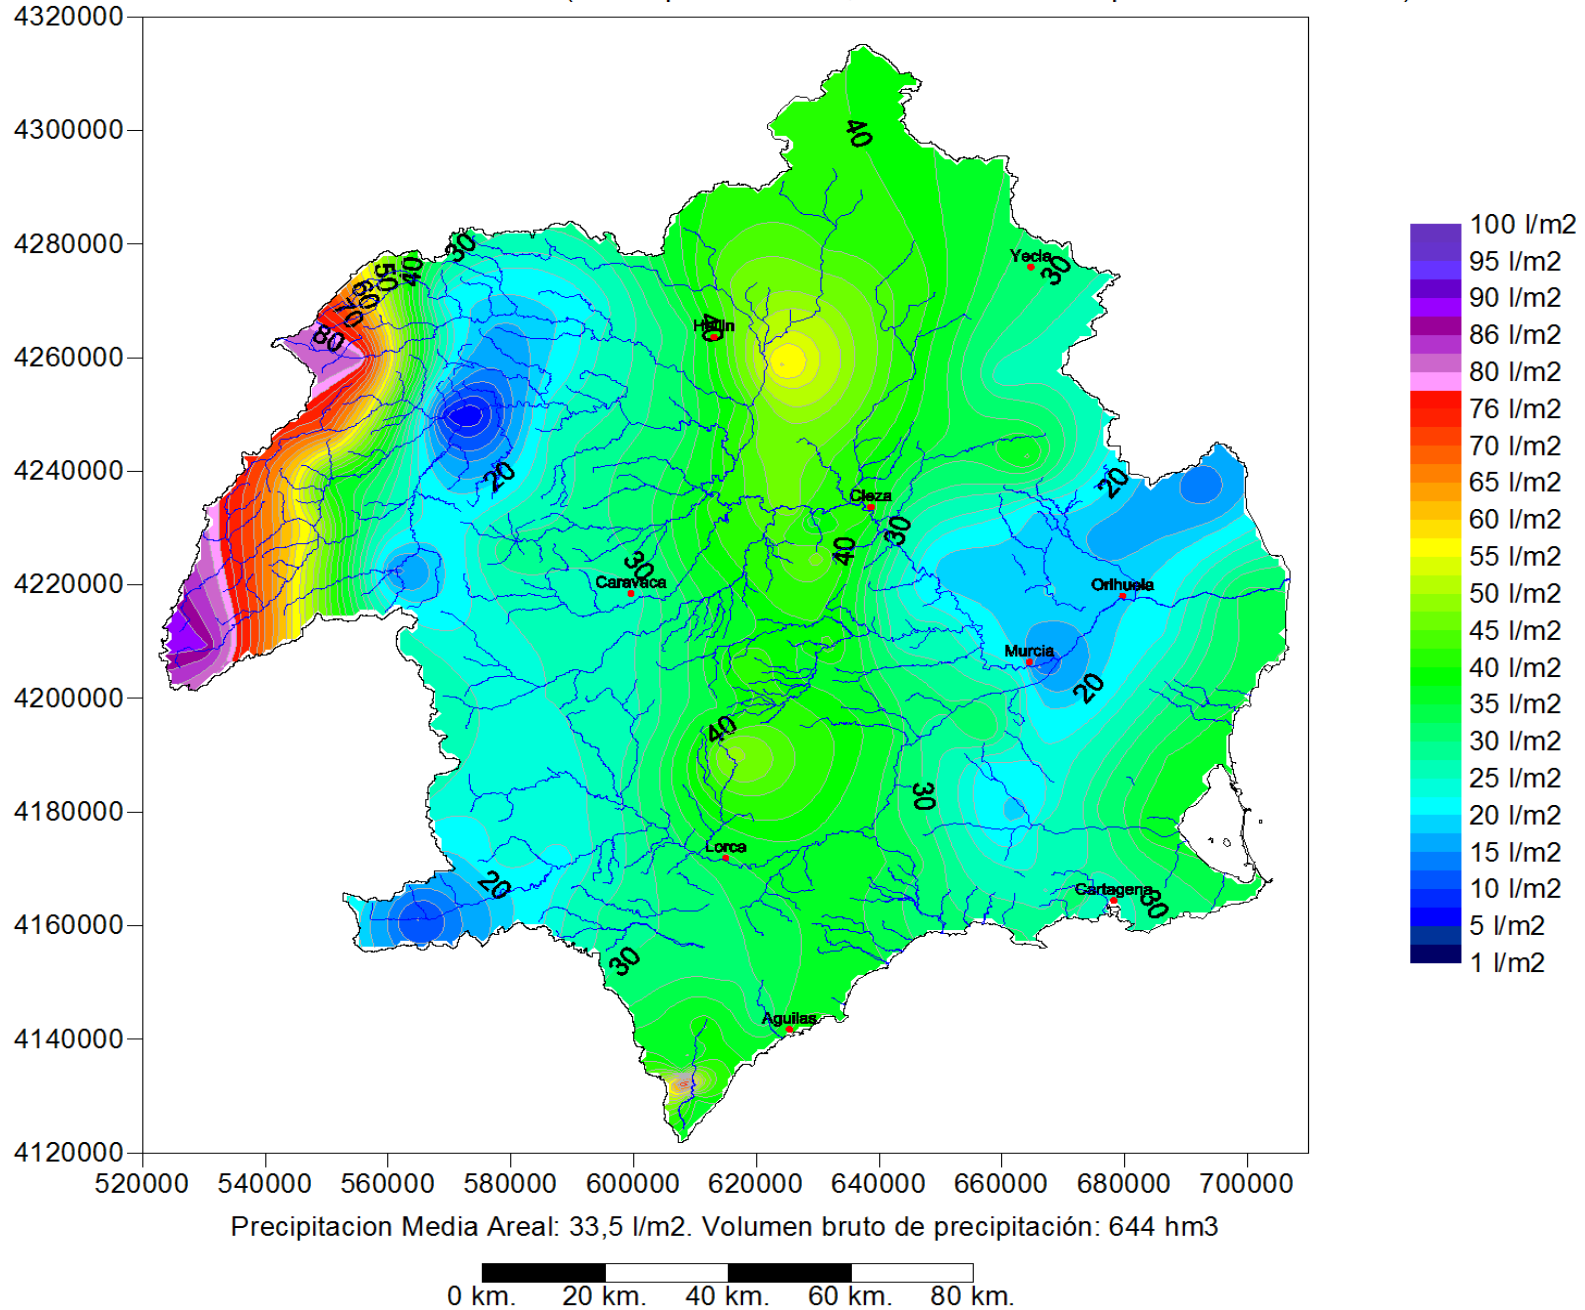 4320000
4300000
4280000
4260000
4240000
4220000
4200000
4180000
4160000
4140000
4120000
520000
540000
560000
580000
600000
620000
640000
660000
680000
700000
40
30
40
50
60
70
80
Yecla
30
40
20
20
Cieza
30
40
30
Caravaca
Orihuela
Murcia
20
40
30
Lorca
20
Cartagena
30
30
Aguilas
100 l/m2
95 l/m2
90 l/m2
86 l/m2
80 l/m2
76 l/m2
70 l/m2
65 l/m2
60 l/m2
55 l/m2
50 l/m2
45 l/m2
40 l/m2
35 l/m2
30 l/m2
25 l/m2
20 l/m2
15 l/m2
10 l/m2
5 l/m2
1 l/m2
Precipitacion Media Areal: 33,5 l/m2. Volumen bruto de precipitación: 644 hm3
0 km. 20 km. 40 km. 60 km. 80 km.